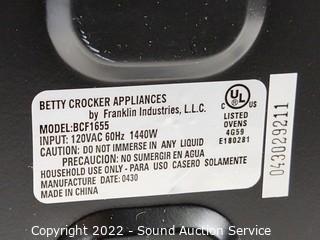 BETTY CROCKER APPLIANCES
by Franklin Industries, L.L.C.
MODEL:BCF1655
INPUT: 120VAC 60Hz 1440W
CAUTION: DO NOT IMMERSE IN ANY LIQUID
PRECAUCION: NO SUMERGIR EN AGUA
HOUSEHOLD USE ONLY - PARA USO CASERO SOLAMENTE
MANUFACTURE DATE: 0430
MADE IN CHINA
UL
C US
LISTED
OVENS
4G59
E180281
043029211
Copyright - 2022 - Sound Auction Service